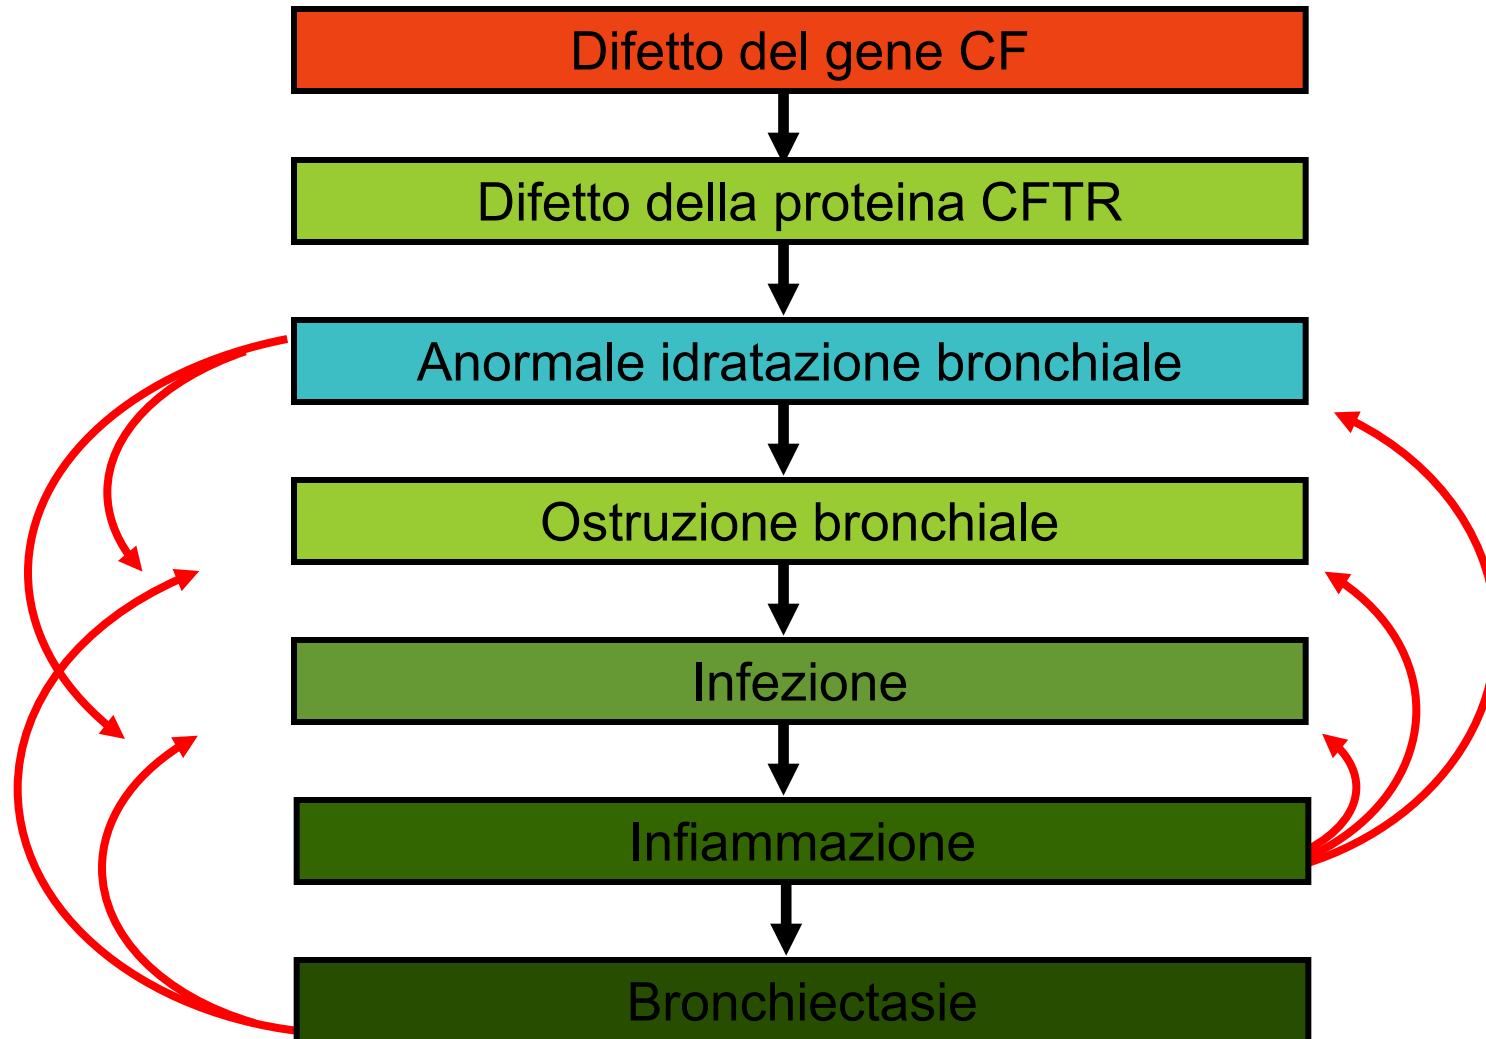 Difetto del gene CF
Difetto della proteina CFTR
Anormale idratazione bronchiale
Ostruzione bronchiale
Infezione
Infiammazione
Bronchiectasie